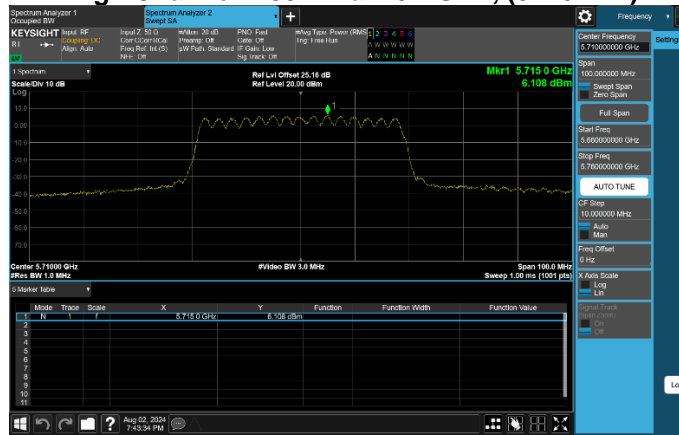 Spectrum Analyzer 1
Occupied BW
Spectrum Analyzer 2
Swept SA
+
Frequency
KEYSIGHT
RL
Input: RF
Coupling: DC
Align: Auto
Input Z: 50 Ω
Corr CCorr RCal
Freq Ref: Int (S)
NFE: Off
#Atten: 20 dB
Preamp: Off
µW Path: Standard
PNO: Fast
Gate: Off
IF Gain: Low
Sig Track: Off
#Avg Type: Power (RMS
Trig: Free Run
1 2 3 4 5 6
A W W W W W
A N N N N N
1 Spectrum
Scale/Div 10 dB
Log
Ref Lvl Offset 25.16 dB
Ref Level 20.00 dBm
Mkr1 5.715 0 GHz
6.108 dBm
10.0
0.00
-10.0
-20.0
-30.0
-40.0
-50.0
-60.0
-70.0
1
Center 5.71000 GHz
#Res BW 1.0 MHz
#Video BW 3.0 MHz
Span 100.0 MHz
Sweep 1.00 ms (1001 pts)
5 Marker Table
Mode Trace Scale X Y Function Function Width Function Value
1 N 1 f 5.715 0 GHz 6.108 dBm
2
3
4
5
6
7
8
9
10
11
Aug 02, 2024
7:43:34 PM
Center Frequency
5.710000000 GHz
Settings
Span
100.000000 MHz
Swept Span
Zero Span
Full Span
Start Freq
5.660000000 GHz
Stop Freq
5.760000000 GHz
AUTO TUNE
CF Step
10.000000 MHz
Auto
Man
Freq Offset
0 Hz
X Axis Scale
Log
Lin
Signal Track
(Span Zoom)
On
Off